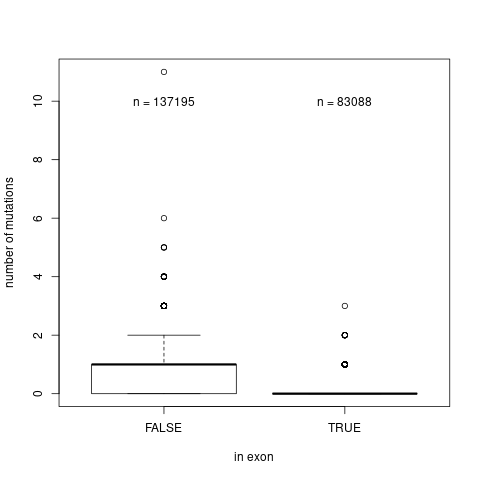 number of mutations
10
8
6
4
2
0
n = 137195
n = 83088
FALSE
TRUE
in exon